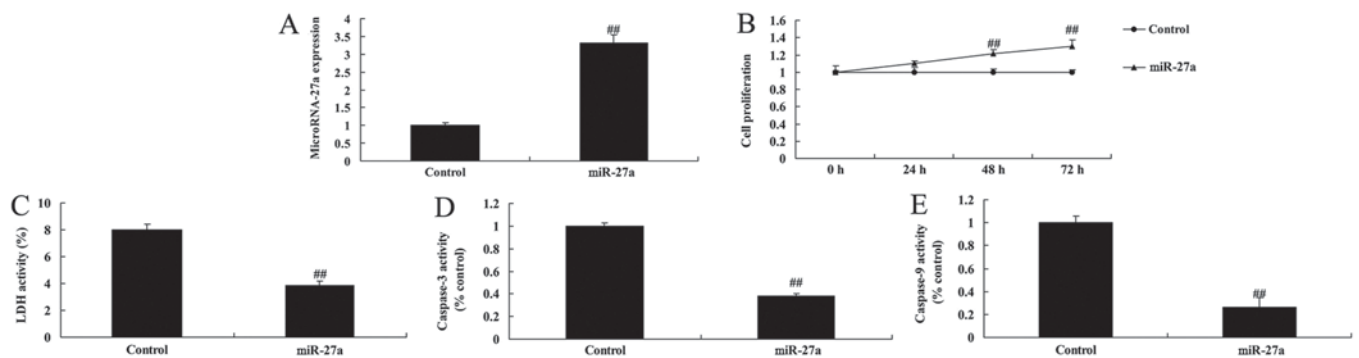 A
MicroRNA-27a expression
4
3.5
3
2.5
2
1.5
1
0.5
0
##
Control
miR-27a
B
Cell proliferation
1.6
1.4
1.2
1
0.8
0.6
0.4
0.2
0
##
##
0 h
24 h
48 h
72 h
Control
miR-27a
C
LDH activity (%)
10
8
6
4
2
0
##
Control
miR-27a
D
Caspase-3 activity
(% control)
1.2
1
0.8
0.6
0.4
0.2
0
##
Control
miR-27a
E
Caspase-9 activity
(% control)
1.2
1
0.8
0.6
0.4
0.2
0
##
Control
miR-27a